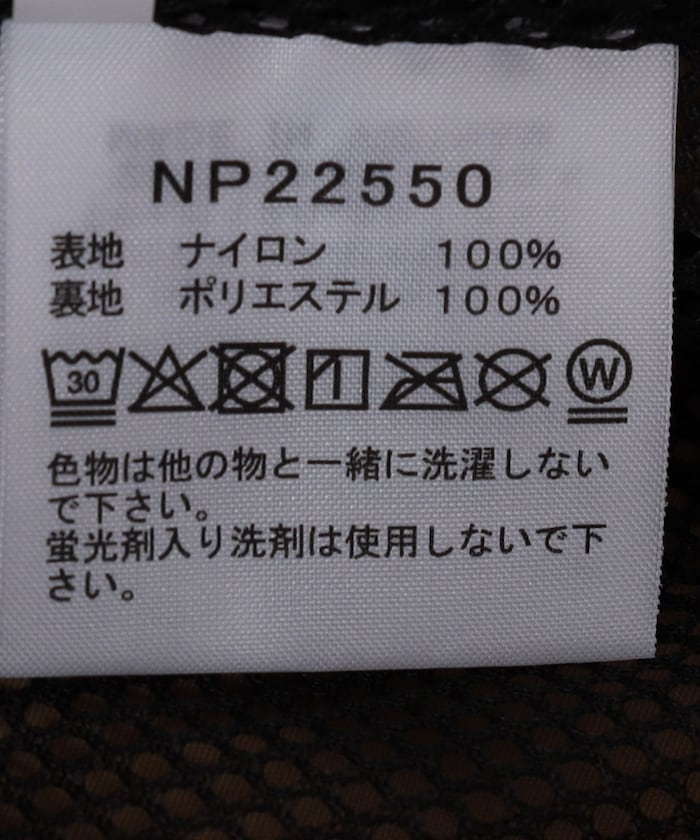 NP22550
表地 ナイロン 100%
裏地 ポリエステル 100%
30 W
色物は他の物と一緒に洗濯しない
で下さい。
蛍光剤入り洗剤は使用しないで下
さい。